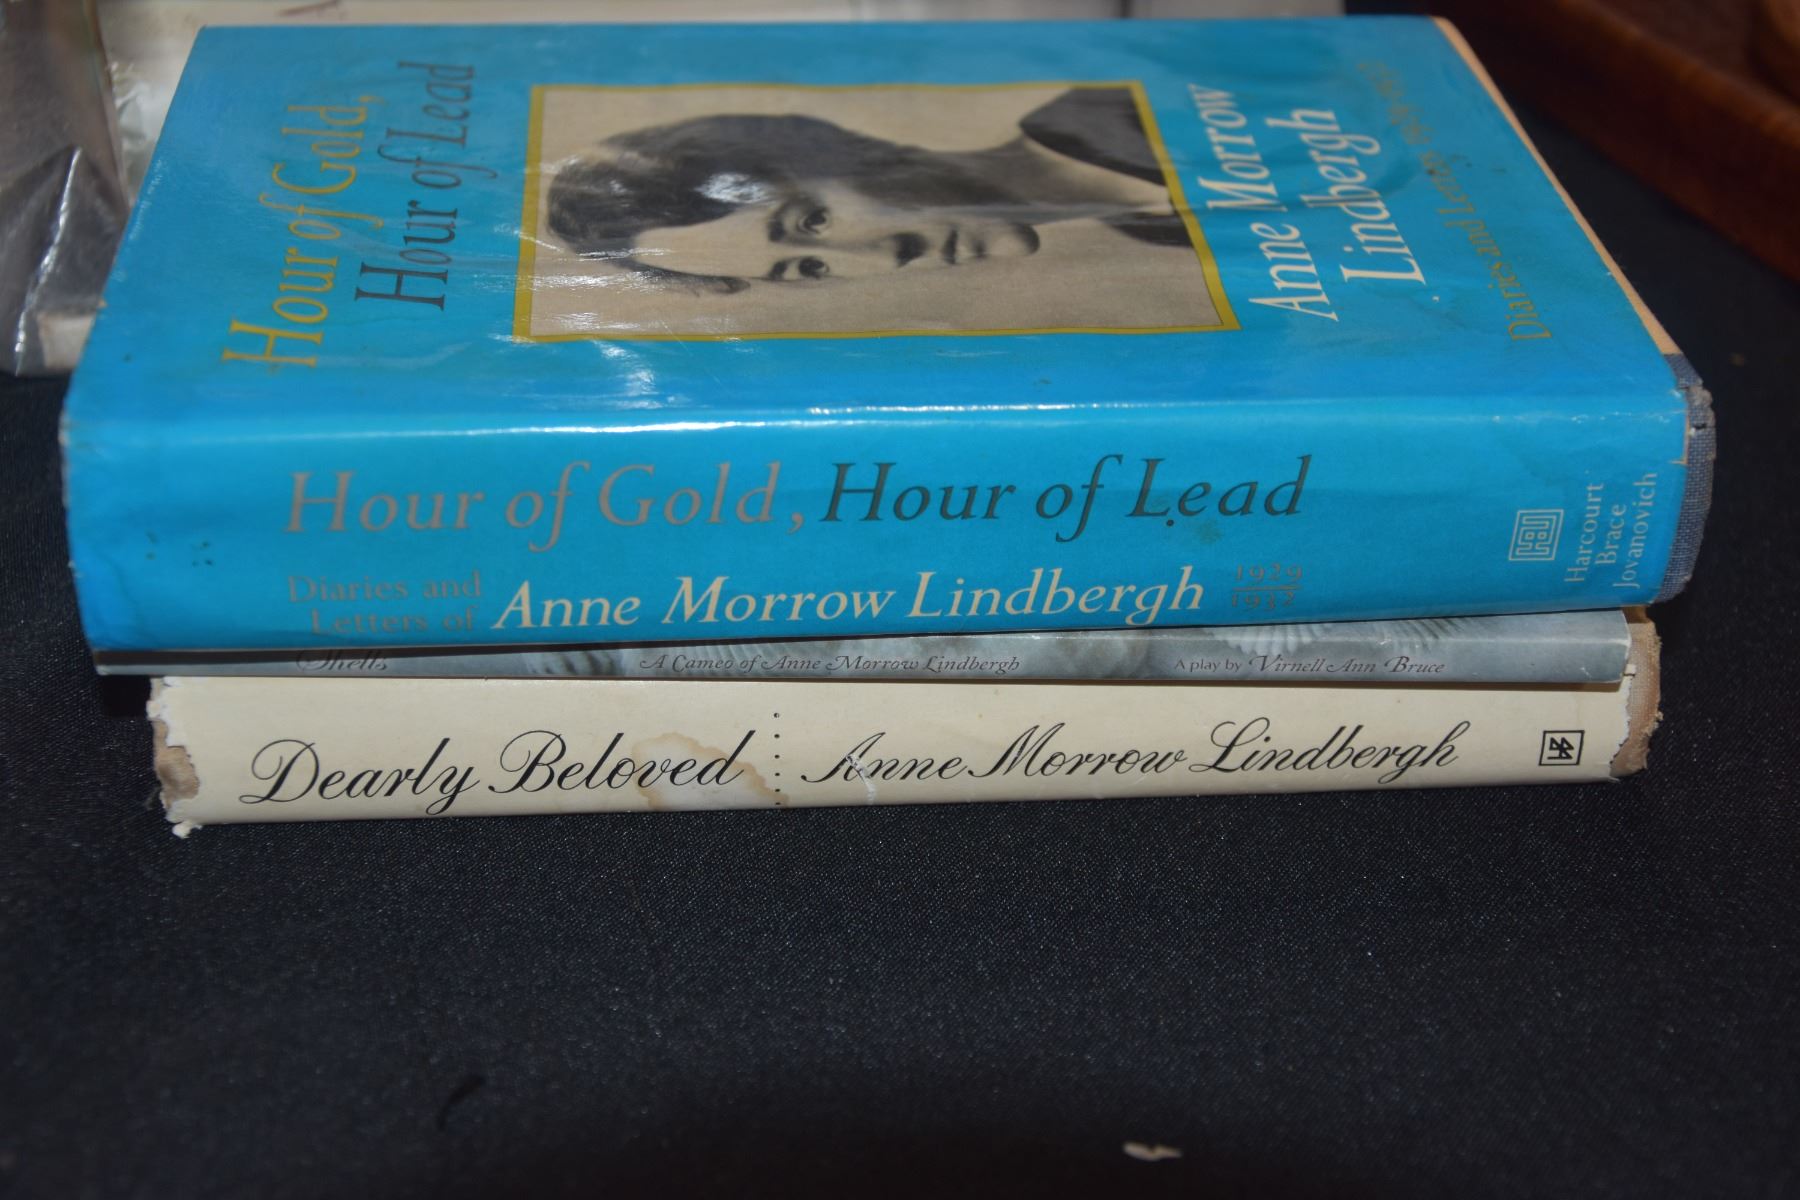 Hour of Gold,
Hour of Lead
Anne Morrow
Lindbergh
Diaries and Letters 1929-1932
Hour of Gold, Hour of Lead
Diaries and
Letters of
Anne Morrow Lindbergh
1929
1932
Harcourt
Brace
Jovanovich
Shells A Cameo of Anne Morrow Lindbergh A play by Virnell Ann Bruce
Dearly Beloved Anne Morrow Lindbergh